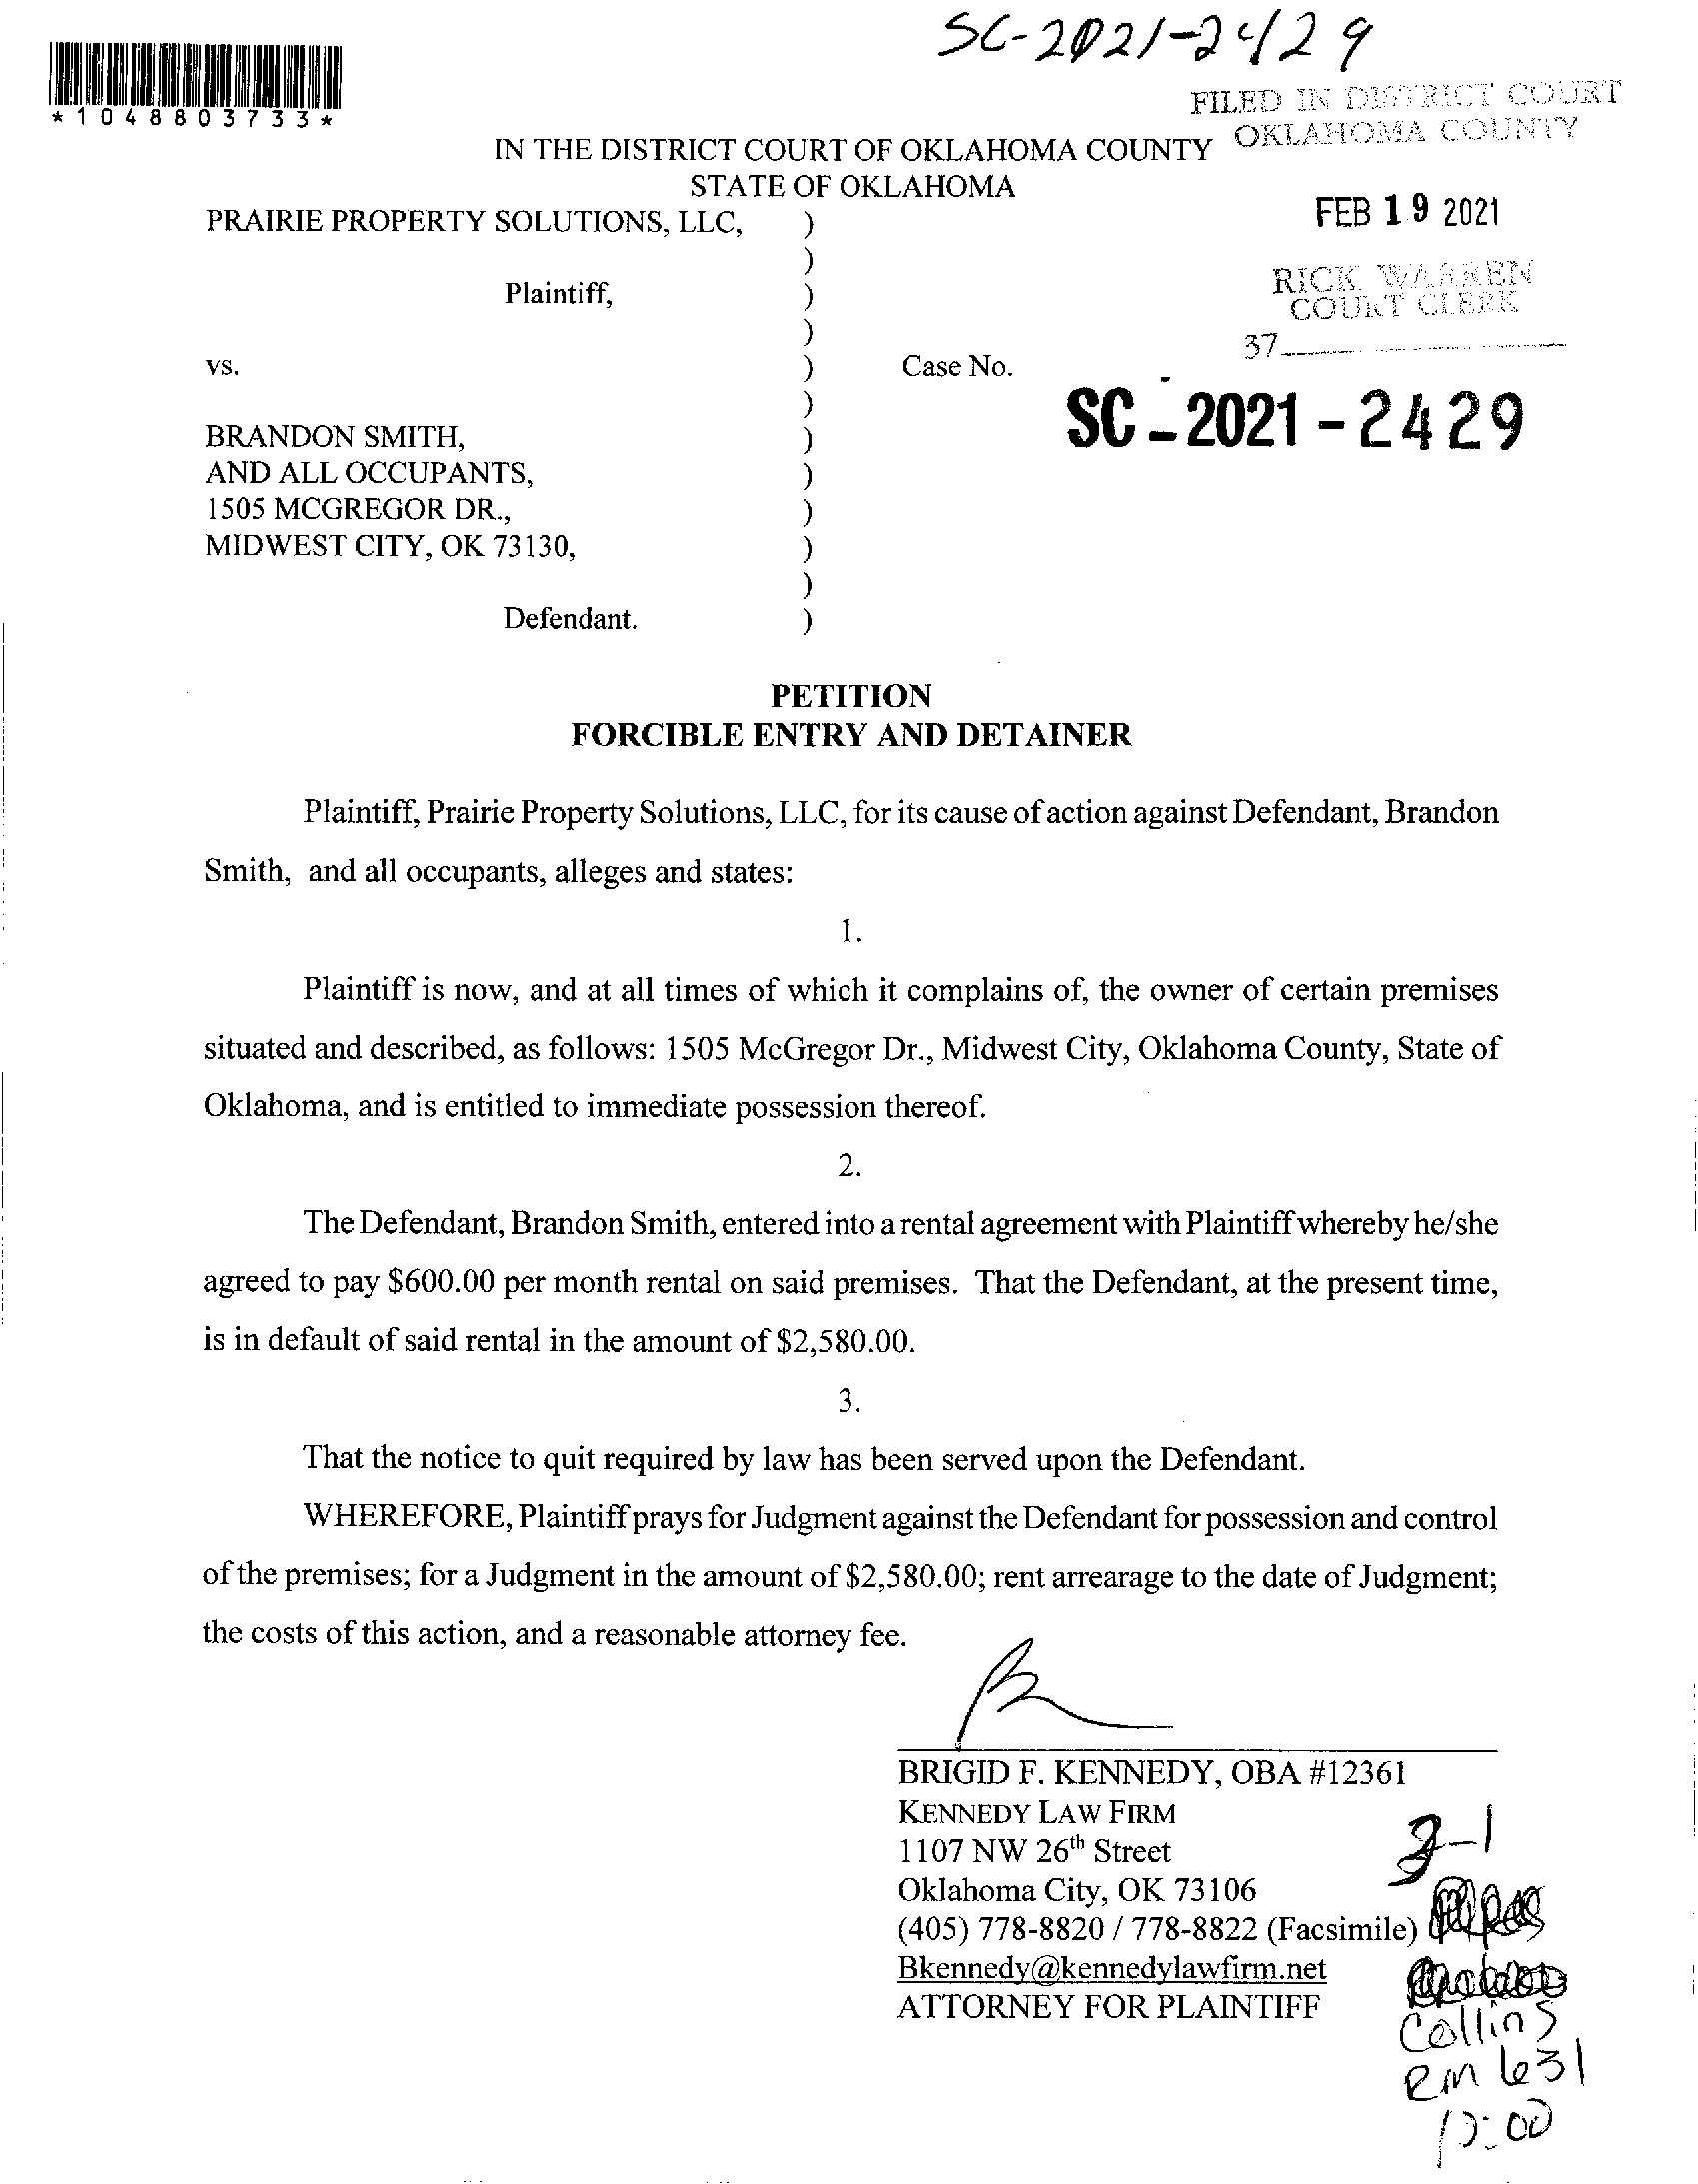 SC-2021-2429
*1048803733*
FILED IN DISTRICT COURT
OKLAHOMA COUNTY
IN THE DISTRICT COURT OF OKLAHOMA COUNTY
STATE OF OKLAHOMA
FEB 19 2021
PRAIRIE PROPERTY SOLUTIONS, LLC, )
)
RICK WARREN
COURT CLERK
Plaintiff, )
)
37
vs. ) Case No.
)
SC-2021-2429
BRANDON SMITH, )
AND ALL OCCUPANTS, )
1505 MCGREGOR DR., )
MIDWEST CITY, OK 73130, )
)
Defendant. )
PETITION
FORCIBLE ENTRY AND DETAINER
Plaintiff, Prairie Property Solutions, LLC, for its cause of action against Defendant, Brandon
Smith, and all occupants, alleges and states:
1.
Plaintiff is now, and at all times of which it complains of, the owner of certain premises
situated and described, as follows: 1505 McGregor Dr., Midwest City, Oklahoma County, State of
Oklahoma, and is entitled to immediate possession thereof.
2.
The Defendant, Brandon Smith, entered into a rental agreement with Plaintiff whereby he/she
agreed to pay $600.00 per month rental on said premises. That the Defendant, at the present time,
is in default of said rental in the amount of $2,580.00.
3.
That the notice to quit required by law has been served upon the Defendant.
WHEREFORE, Plaintiff prays for Judgment against the Defendant for possession and control
of the premises; for a Judgment in the amount of $2,580.00; rent arrearage to the date of Judgment;
the costs of this action, and a reasonable attorney fee.
BRIGID F. KENNEDY, OBA #12361
KENNEDY LAW FIRM
1107 NW 26th Street
Oklahoma City, OK 73106
(405) 778-8820 / 778-8822 (Facsimile)
Bkennedy@kennedylawfirm.net
ATTORNEY FOR PLAINTIFF
3-1
Collins
Rm 631